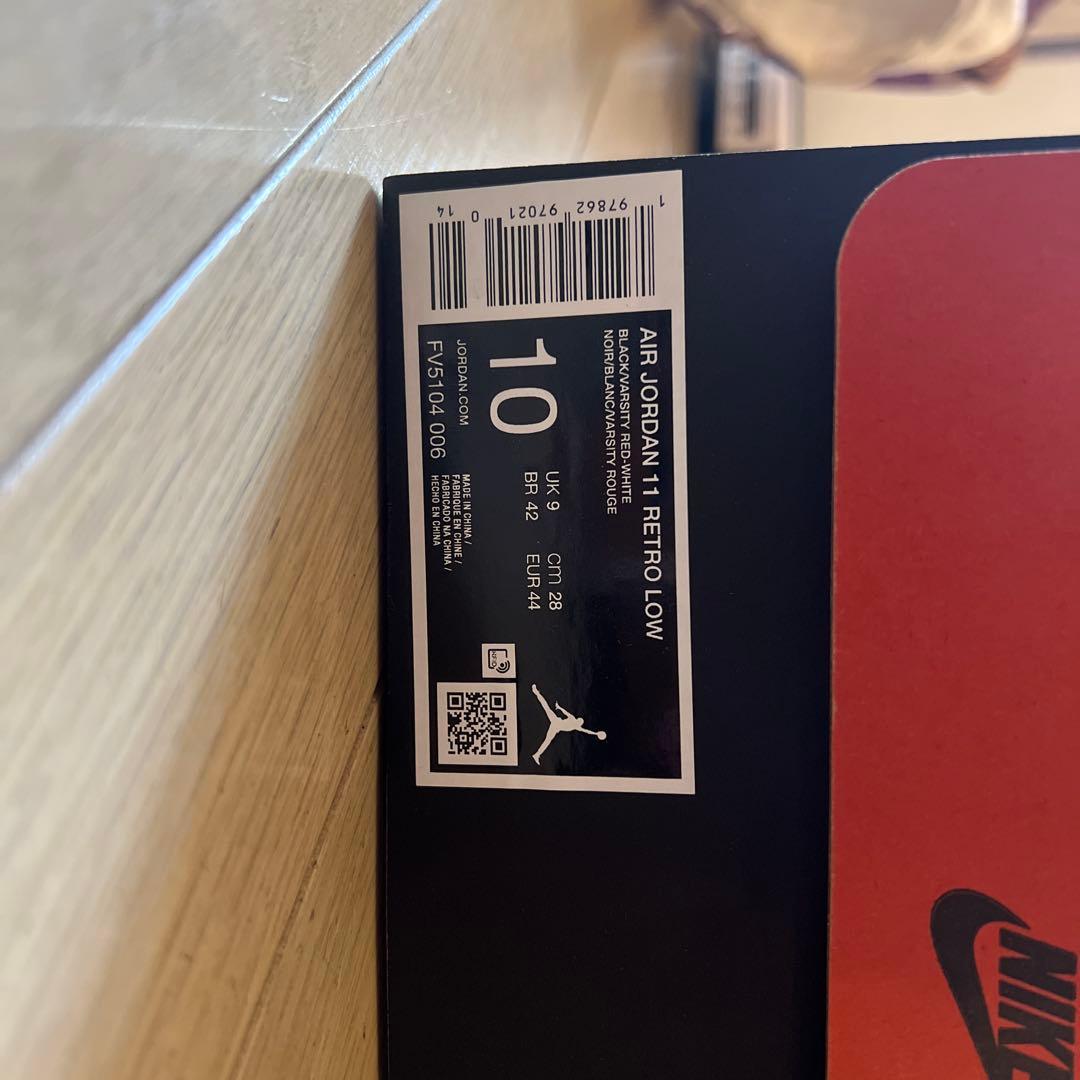 AIR JORDAN 11 RETRO LOW
BLACK/VARSITY RED-WHITE
NOIR/BLANC/VARSITY ROUGE
10
UK 9 cm 28
BR 42 EUR 44
JORDAN.COM
FV5104 006
MADE IN CHINA /
FABRIQUE EN CHINE /
FABRICADO NA CHINA /
HECHO EN CHINA
RFID
1 97862 97021 0 14
NIKE